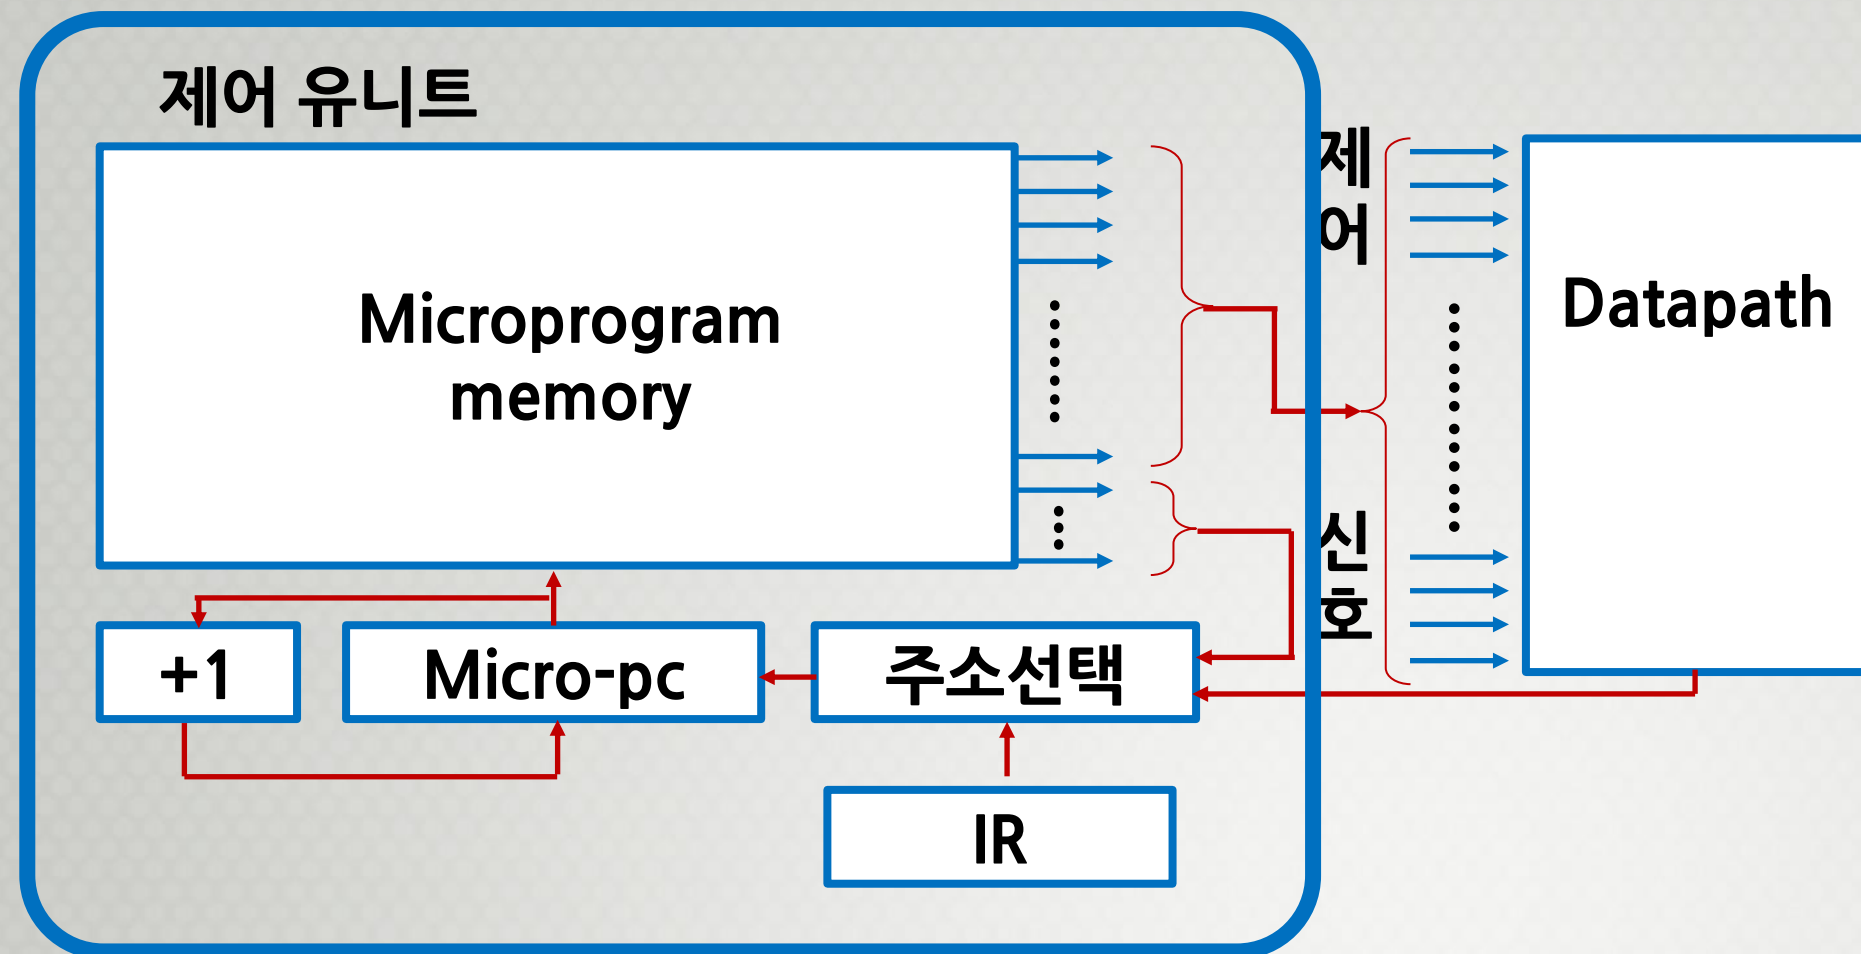 제어 유니트
Microprogram
memory
제
어
신
호
Datapath
+1
Micro-pc
주소선택
IR